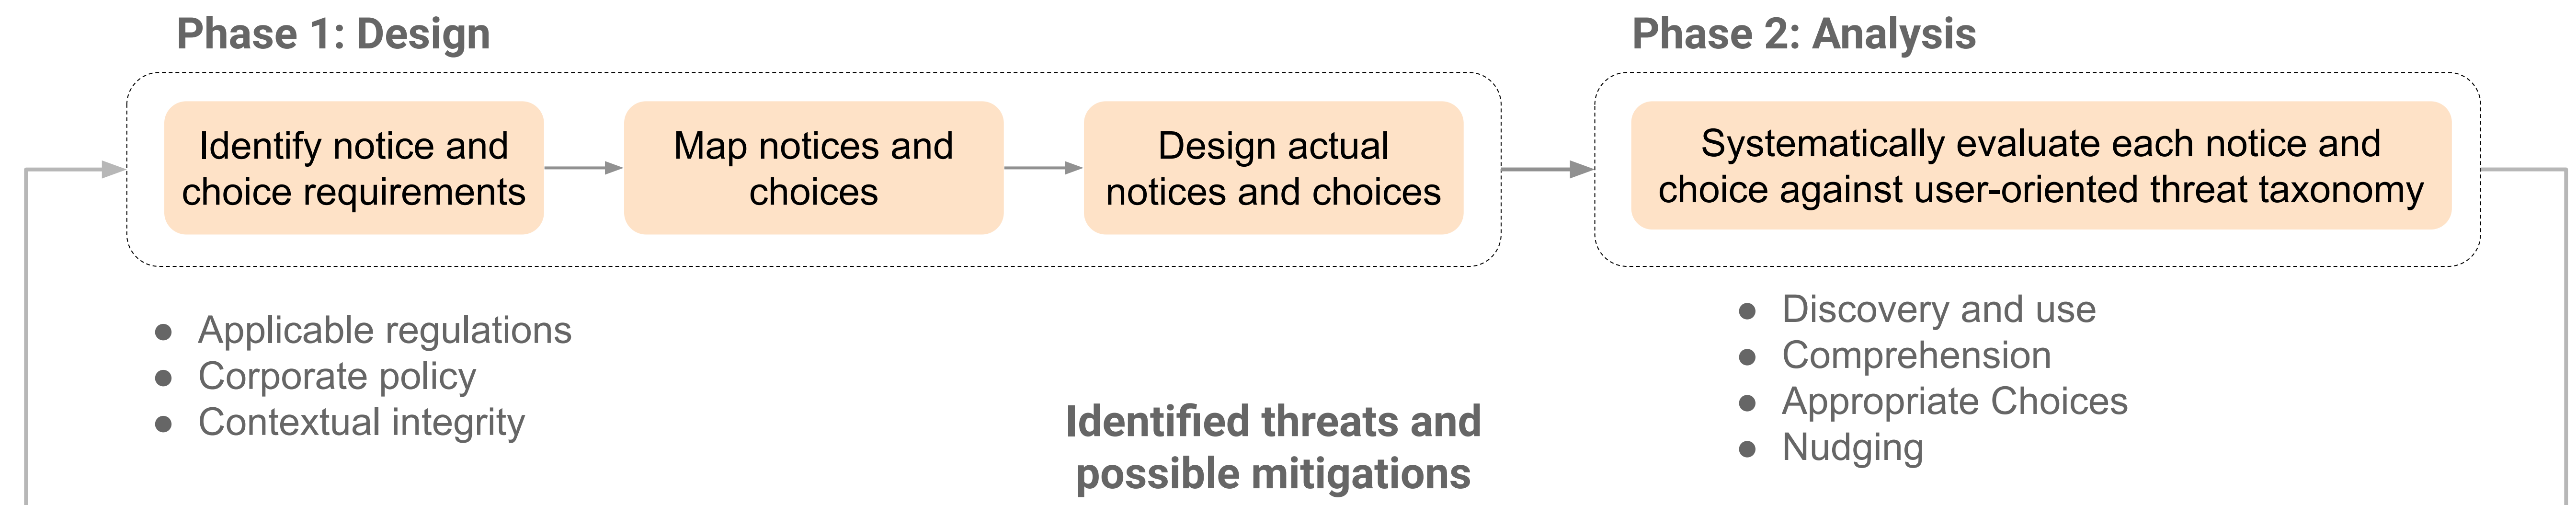 Phase 1: Design
Identify notice and
choice requirements
Map notices and
choices
Design actual
notices and choices
● Applicable regulations
● Corporate policy
● Contextual integrity
Identified threats and
possible mitigations
Phase 2: Analysis
Systematically evaluate each notice and
choice against user-oriented threat taxonomy
● Discovery and use
● Comprehension
● Appropriate Choices
● Nudging